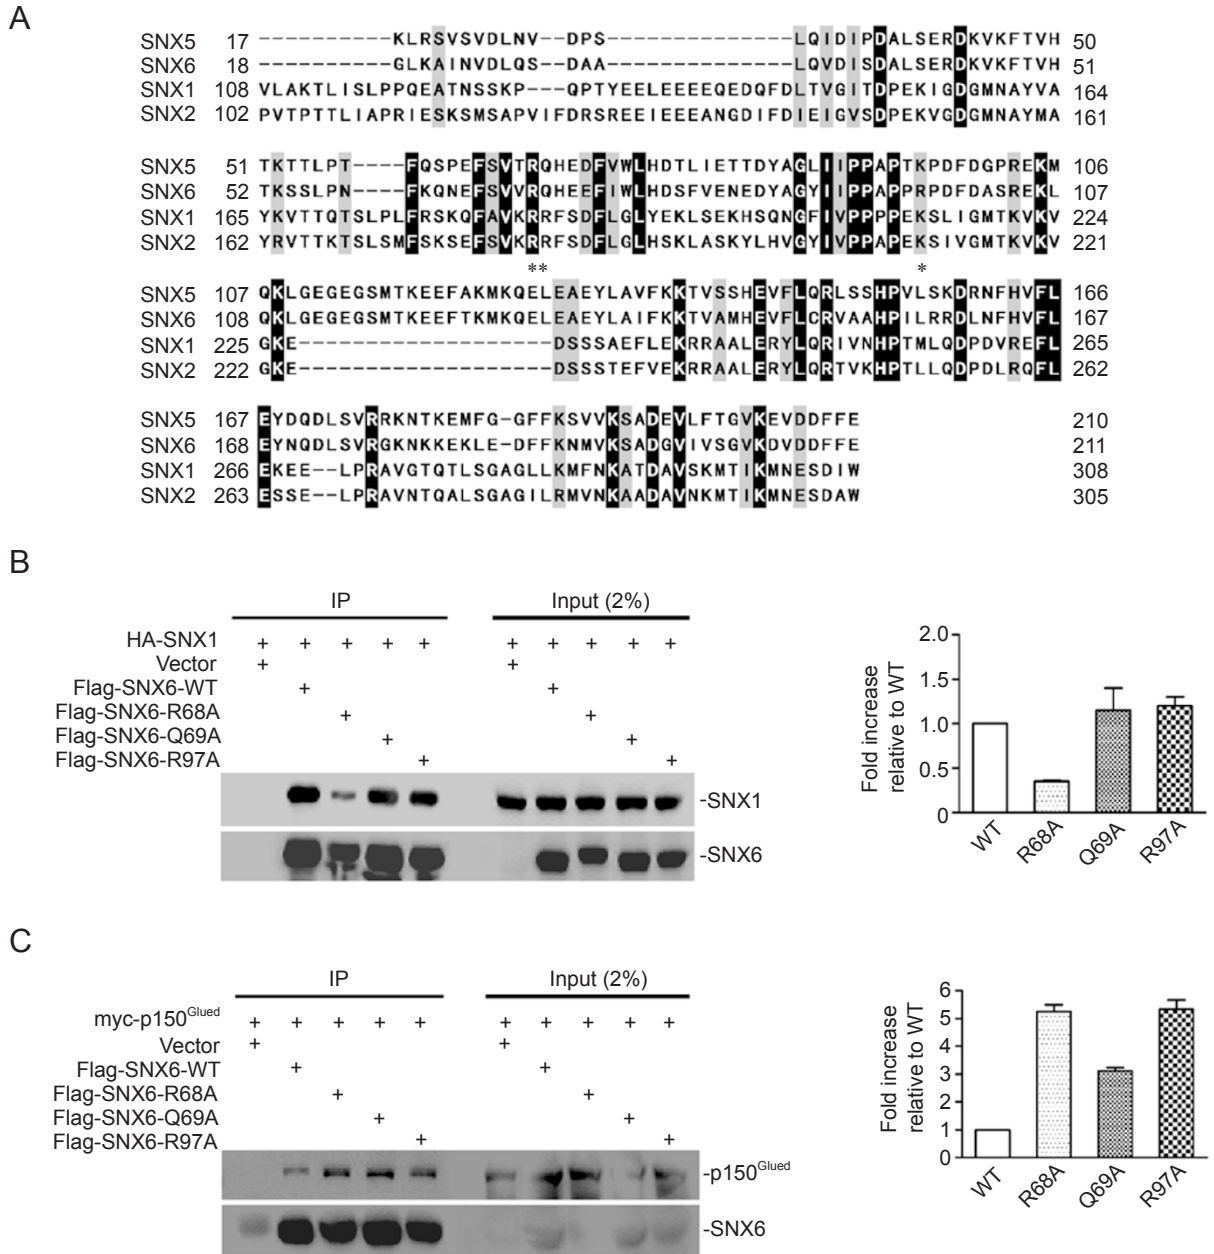 A
SNX5 17 ----------KLRSVSVDLNV--DPS--------------LQIDIPDALSERDKVKFTVH 50
SNX6 18 ----------GLKAINVDLQS--DAA--------------LQVDISDALSERDKVKFTVH 51
SNX1 108 VLAKTLISLPPQEATNSSKP---QPTYEELEEEEQEDQFDLTVGITDPEKIGDGMNAYVA 164
SNX2 102 PVTPTTLIAPRIESKSMSAPVIFDRSREEIEEEANGDIFDIEIGVSDPEKVGDGMNAYMA 161
SNX5 51 TKTTLPT----FQSPEFSVTRQHEDFVWLHDTLIETTDYAGLIIPPAPTKPDFDGPREKM 106
SNX6 52 TKSSLPN----FKQNEFSVVRQHEEFIWLHDSFVENEDYAGYIIPPAPPRPDFDASREKL 107
SNX1 165 YKVTTQTSLPLFRSKQFAVKRRFSDFLGLYEKLSEKHSQNGFIVPPPPEKSLIGMTKVKV 224
SNX2 162 YRVTTKTSLSMFSKSEFSVKRRFSDFLGLHSKLASKYLHVGYIVPPAPEKSIVGMTKVKV 221
** *
SNX5 107 QKLGEGEGSMTKEEFAKMKQELEAEYLAVFKKTVSSHEVFLQRLSSHPVLSKDRNFHVFL 166
SNX6 108 QKLGEGEGSMTKEEFTKMKQELEAEYLAIFKKTVAMHEVFLCRVAAHPILRRDLNFHVFL 167
SNX1 225 GKE-------------------DSSSAEFLEKRRAALERYLQRIVNHPTMLQDPDVREFL 265
SNX2 222 GKE-------------------DSSSTEFVEKRRAALERYLQRTVKHPTLLQDPDLRQFL 262
SNX5 167 EYDQDLSVRRKNTKEMFG-GFFKSVVKSADEVLFTGVKEVDDFFE 210
SNX6 168 EYNQDLSVRGKNKKEKLE-DFFKNMVKSADGVIVSGVKDVDDFFE 211
SNX1 266 EKEE--LPRAVGTQTLSGAGLLKMFNKATDAVSKMTIKMNESDIW 308
SNX2 263 ESSE--LPRAVNTQALSGAGILRMVNKAADAVNKMTIKMNESDAW 305
B
IP Input (2%)
HA-SNX1 + + + + + + + + + +
Vector + +
Flag-SNX6-WT + +
Flag-SNX6-R68A + +
Flag-SNX6-Q69A + +
Flag-SNX6-R97A + +
-SNX1
-SNX6
Fold increase
relative to WT
2.0
1.5
1.0
0.5
0
WT R68A Q69A R97A
C
IP Input (2%)
myc-p150Glued + + + + + + + + + +
Vector + +
Flag-SNX6-WT + +
Flag-SNX6-R68A + +
Flag-SNX6-Q69A + +
Flag-SNX6-R97A + +
-p150Glued
-SNX6
Fold increase
relative to WT
6
5
4
3
2
1
0
WT R68A Q69A R97A